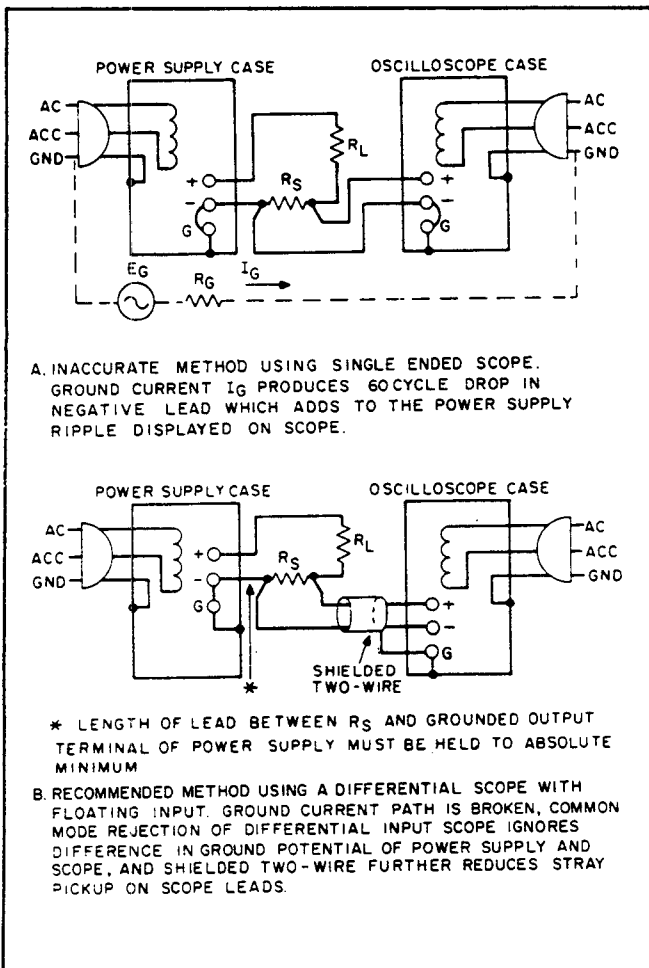 POWER SUPPLY CASE
OSCILLOSCOPE CASE
AC
ACC
GND
+
-
G
RS
RL
+
-
G
AC
ACC
GND
EG
RG
IG
A. INACCURATE METHOD USING SINGLE ENDED SCOPE.
GROUND CURRENT IG PRODUCES 60CYCLE DROP IN
NEGATIVE LEAD WHICH ADDS TO THE POWER SUPPLY
RIPPLE DISPLAYED ON SCOPE.
POWER SUPPLY CASE
OSCILLOSCOPE CASE
AC
ACC
GND
+
-
G
RS
RL
+
-
G
AC
ACC
GND
SHIELDED
TWO-WIRE
*
* LENGTH OF LEAD BETWEEN RS AND GROUNDED OUTPUT
TERMINAL OF POWER SUPPLY MUST BE HELD TO ABSOLUTE
MINIMUM
B. RECOMMENDED METHOD USING A DIFFERENTIAL SCOPE WITH
FLOATING INPUT. GROUND CURRENT PATH IS BROKEN, COMMON
MODE REJECTION OF DIFFERENTIAL INPUT SCOPE IGNORES
DIFFERENCE IN GROUND POTENTIAL OF POWER SUPPLY AND
SCOPE, AND SHIELDED TWO-WIRE FURTHER REDUCES STRAY
PICKUP ON SCOPE LEADS.